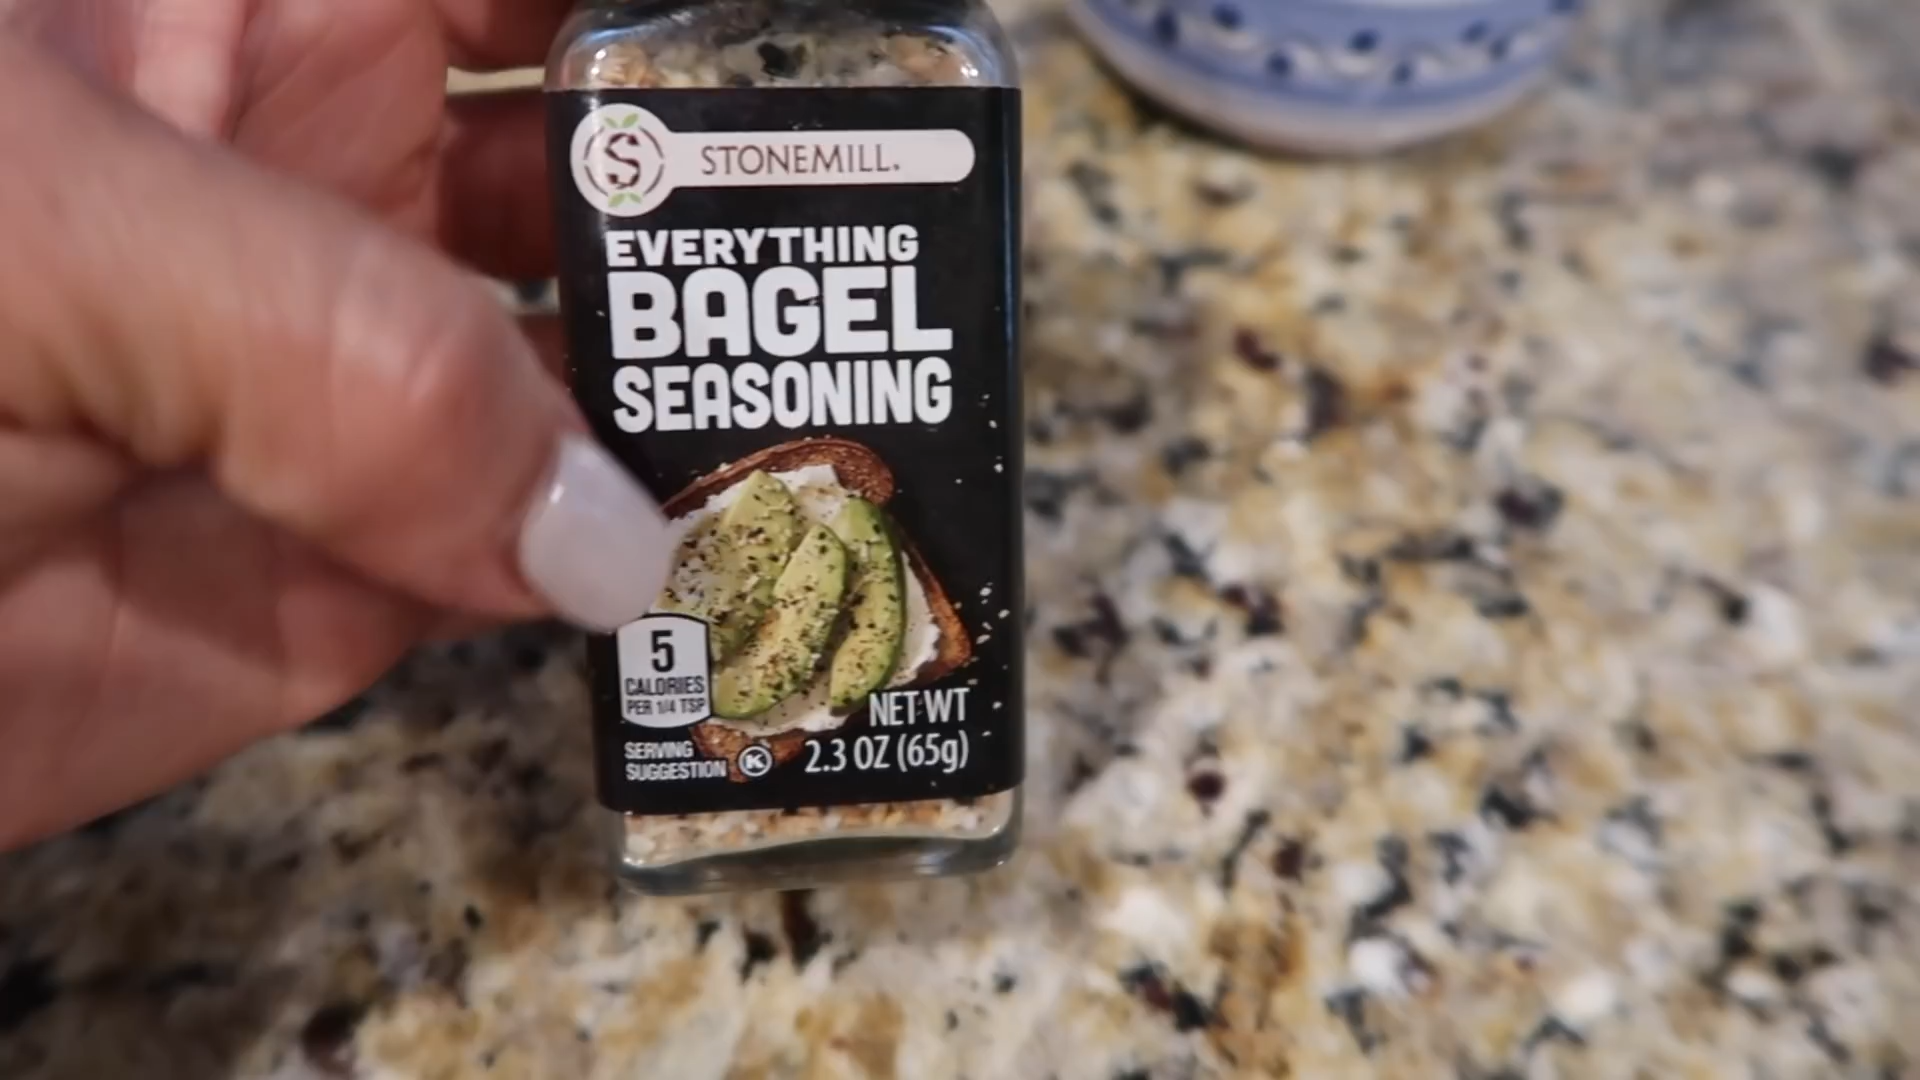 S STONEMILL.
EVERYTHING
BAGEL
SEASONING
5
CALORIES
PER 1/4 TSP
SERVING
SUGGESTION
K
NET WT
2.3 OZ (65g)